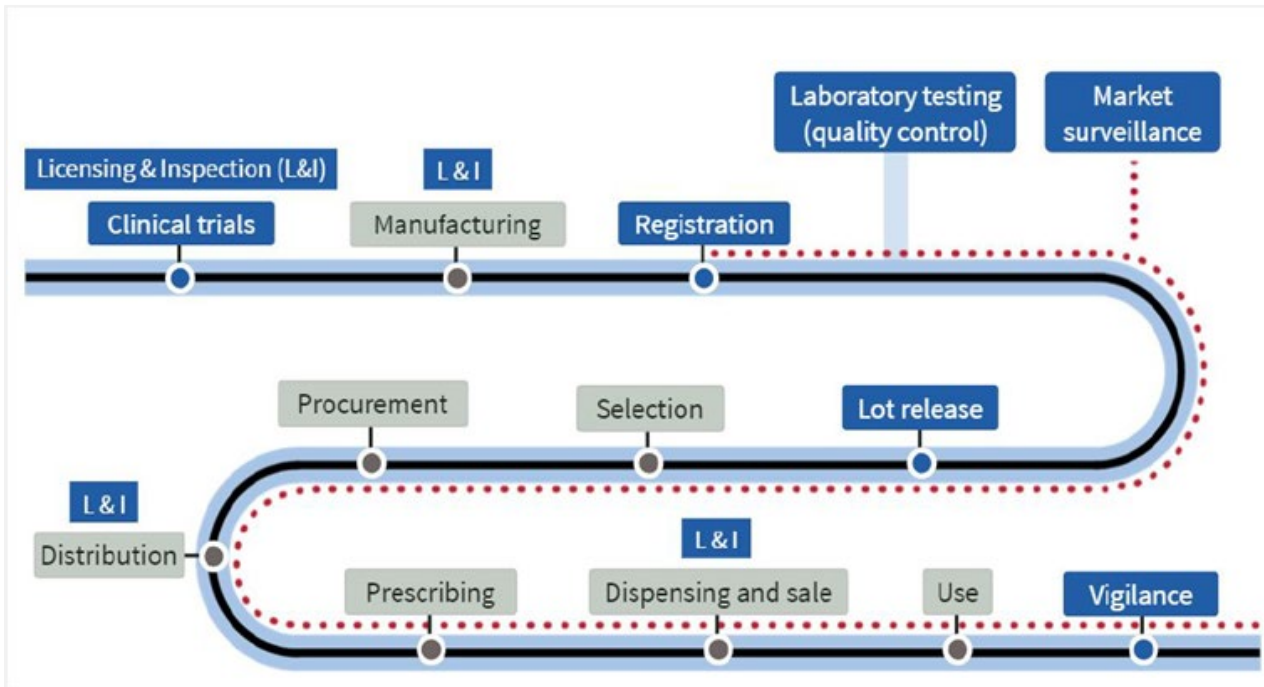 Laboratory testing
(quality control)
Market
surveillance
Licensing & Inspection (L&I)
L & I
Clinical trials
Manufacturing
Registration
Procurement
Selection
Lot release
L & I
Distribution
L & I
Prescribing
Dispensing and sale
Use
Vigilance